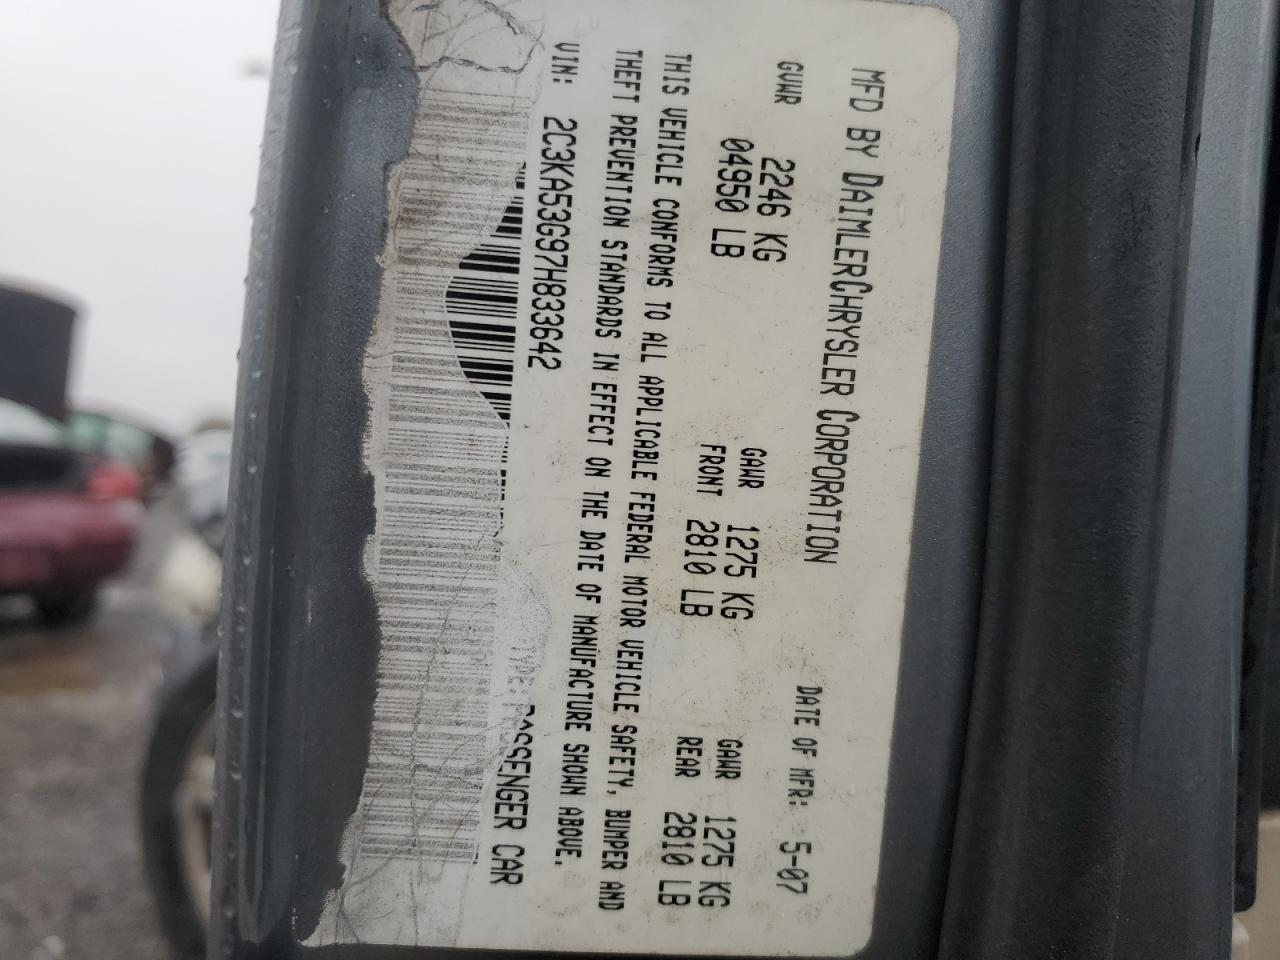 MFD BY DAIMLERCHRYSLER CORPORATION
DATE OF MFR: 5-07
GVWR 2246 KG
04950 LB
GAWR 1275 KG
FRONT 2810 LB
GAWR 1275 KG
REAR 2810 LB
THIS VEHICLE CONFORMS TO ALL APPLICABLE FEDERAL MOTOR VEHICLE SAFETY, BUMPER AND
THEFT PREVENTION STANDARDS IN EFFECT ON THE DATE OF MANUFACTURE SHOWN ABOVE.
VIN: 2C3KA53G97H833642
TYPE: PASSENGER CAR